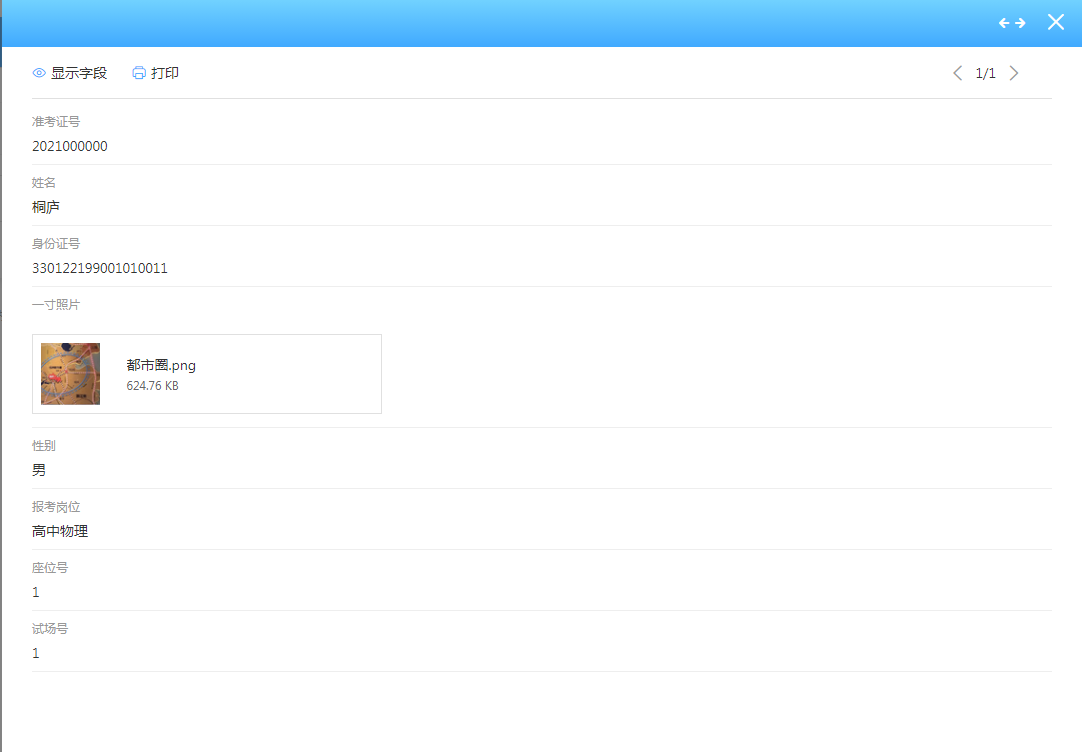 显示字段 打印 1/1
准考证号
2021000000
姓名
桐庐
身份证号
330122199001010011
一寸照片
都市圈.png
624.76 KB
性别
男
报考岗位
高中物理
座位号
1
试场号
1